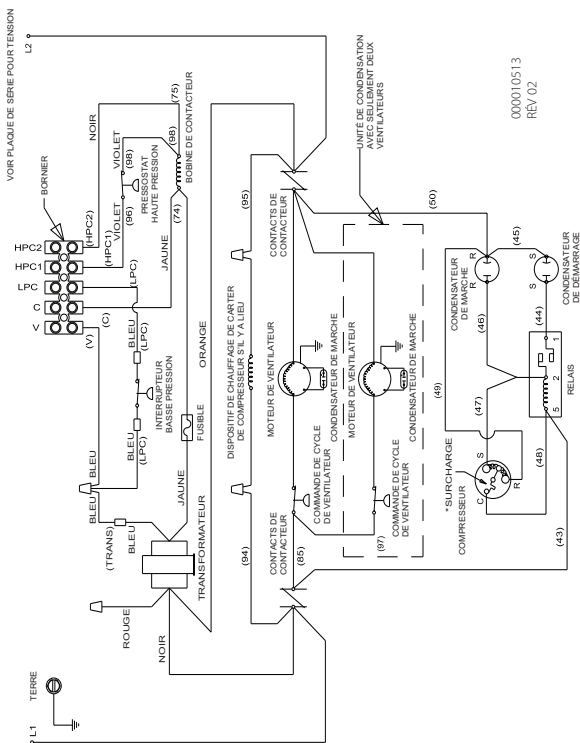 VOIR PLAQUE DE SÉRIE POUR TENSION
L1
L2
TERRE
BORNIER
HPC2
HPC1
LPC
C
V
(HPC2)
NOIR
(75)
(HPC1)
VIOLET
VIOLET
(96)
(98)
(98)
PRESSOSTAT
HAUTE PRESSION
BOBINE DE CONTACTEUR
(74)
JAUNE
(LPC)
(C)
(V)
BLEU
(LPC)
INTERRUPTEUR
BASSE PRESSION
BLEU
(LPC)
BLEU
BLEU
BLEU
(TRANS)
ORANGE
FUSIBLE
JAUNE
TRANSFORMATEUR
ROUGE
NOIR
DISPOSITIF DE CHAUFFAGE DE CARTER
DE COMPRESSEUR S'IL Y A LIEU
(95)
(94)
CONTACTS DE
CONTACTEUR
CONTACTS DE
CONTACTEUR
MOTEUR DE VENTILATEUR
CONDENSATEUR DE MARCHE
COMMANDE DE CYCLE
DE VENTILATEUR
(85)
UNITÉ DE CONDENSATION
AVEC SEULEMENT DEUX
VENTILATEURS
MOTEUR DE VENTILATEUR
CONDENSATEUR DE MARCHE
COMMANDE DE CYCLE
DE VENTILATEUR
(97)
(50)
(49)
CONDENSATEUR
DE MARCHE
R
R
(45)
(46)
S
S
CONDENSATEUR
DE DÉMARRAGE
(44)
(47)
1
2
5
RELAIS
*SURCHARGE
COMPRESSEUR
S
C
R
(48)
(43)
000010513
RÉV 02